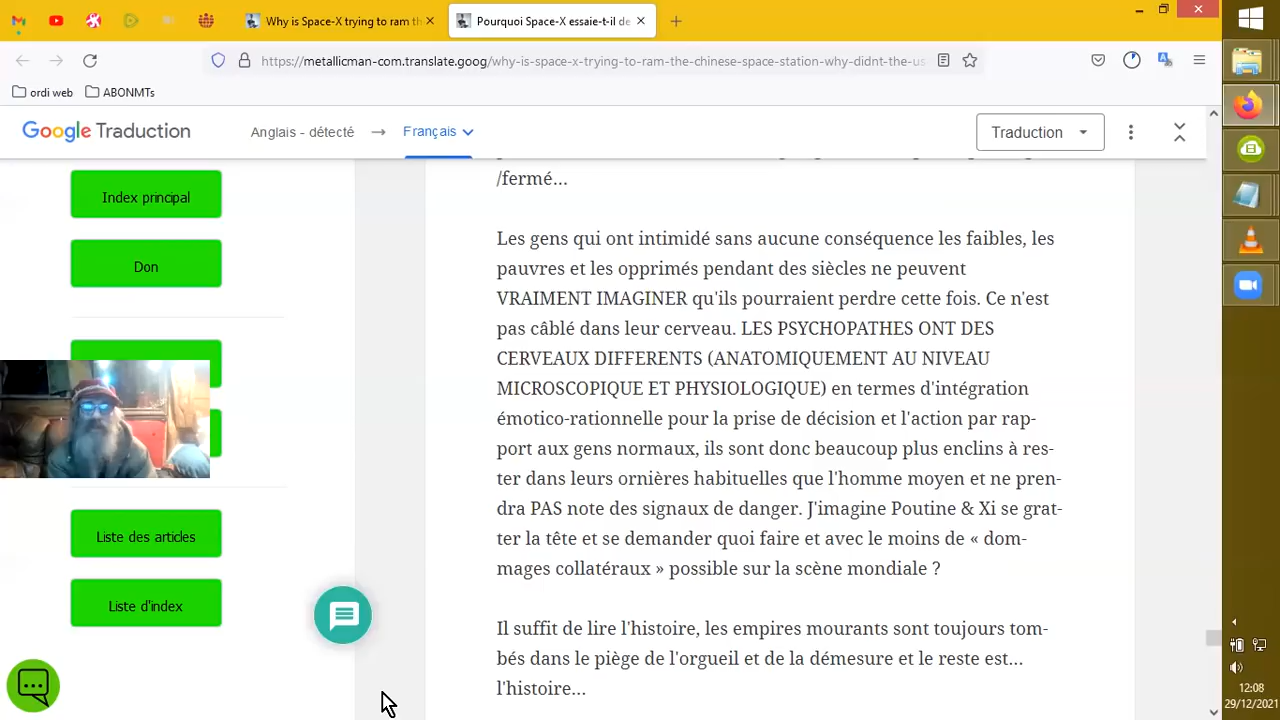 Why is Space-X trying to ram th
Pourquoi Space-X essaie-t-il de
https://metallicman-com.translate.goog/why-is-space-x-trying-to-ram-the-chinese-space-station-why-didnt-the-us
ordi web
ABONMTs
Google Traduction
Anglais - détecté
Français
Traduction
/fermé…
Index principal
Don
Les gens qui ont intimidé sans aucune conséquence les faibles, les
pauvres et les opprimés pendant des siècles ne peuvent
VRAIMENT IMAGINER qu'ils pourraient perdre cette fois. Ce n'est
pas câblé dans leur cerveau. LES PSYCHOPATHES ONT DES
CERVEAUX DIFFERENTS (ANATOMIQUEMENT AU NIVEAU
MICROSCOPIQUE ET PHYSIOLOGIQUE) en termes d'intégration
émotico-rationnelle pour la prise de décision et l'action par rap-
port aux gens normaux, ils sont donc beaucoup plus enclins à res-
ter dans leurs ornières habituelles que l'homme moyen et ne pren-
dra PAS note des signaux de danger. J'imagine Poutine & Xi se grat-
ter la tête et se demander quoi faire et avec le moins de « dom-
mages collatéraux » possible sur la scène mondiale ?
Liste des articles
Liste d'index
Il suffit de lire l'histoire, les empires mourants sont toujours tom-
bés dans le piège de l'orgueil et de la démesure et le reste est…
l'histoire…
12:08
29/12/2021